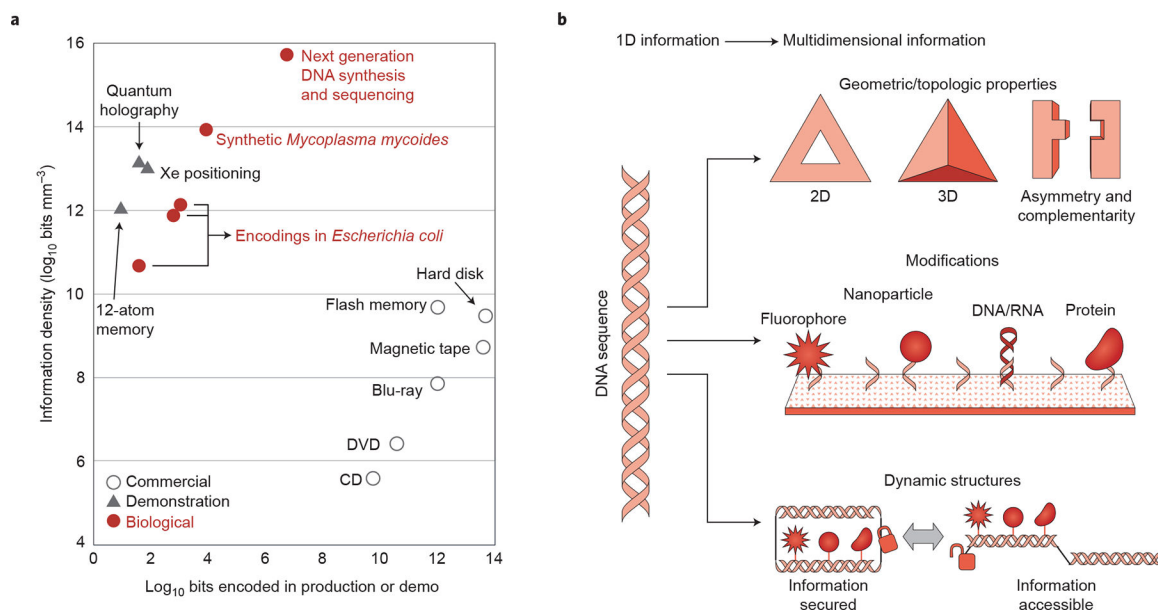 a
16
14
12
10
8
6
4
0
2
4
6
8
10
12
14
Information density (log10 bits mm−3)
Log10 bits encoded in production or demo
Next generation
DNA synthesis
and sequencing
Quantum
holography
Synthetic Mycoplasma mycoides
Xe positioning
Encodings in Escherichia coli
12-atom
memory
Hard disk
Flash memory
Magnetic tape
Blu-ray
DVD
CD
Commercial
Demonstration
Biological
b
1D information
Multidimensional information
Geometric/topologic properties
2D
3D
Asymmetry and
complementarity
DNA sequence
Modifications
Nanoparticle
Fluorophore
DNA/RNA
Protein
Dynamic structures
Information
secured
Information
accessible